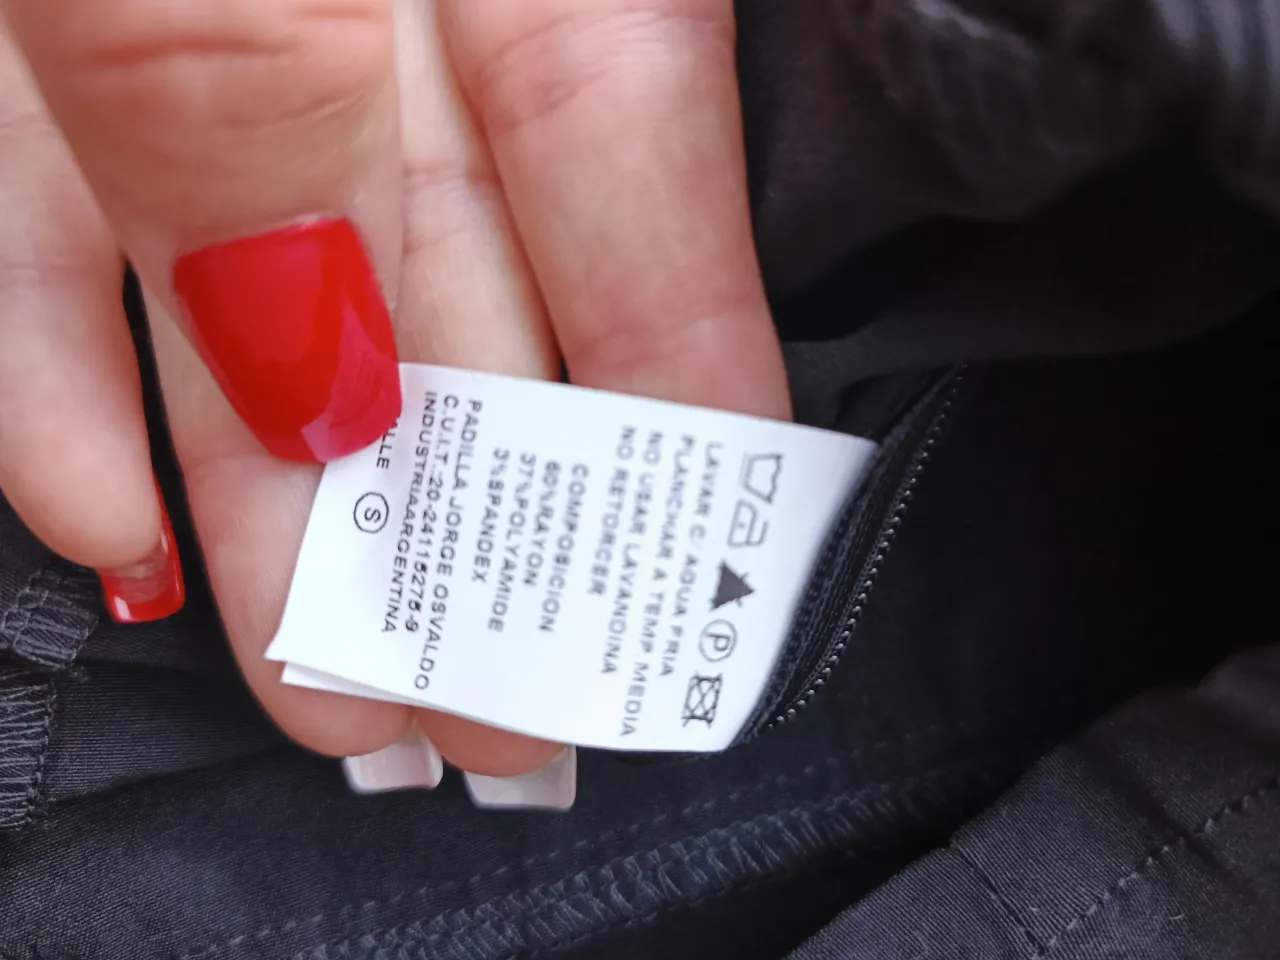 LAVAR C/ AQUA FRIA
PLANCHAR A TEMP MEDIA
NO USAR LAVANDINA
NO RETORCER
COMPOSICION
60%RAYON
37%POLYAMIDE
3%SPANDEX
PADILLA JORGE OSVALDO
C.U.I.T.:20-24115275-9
INDUSTRIAARGENTINA
S
P